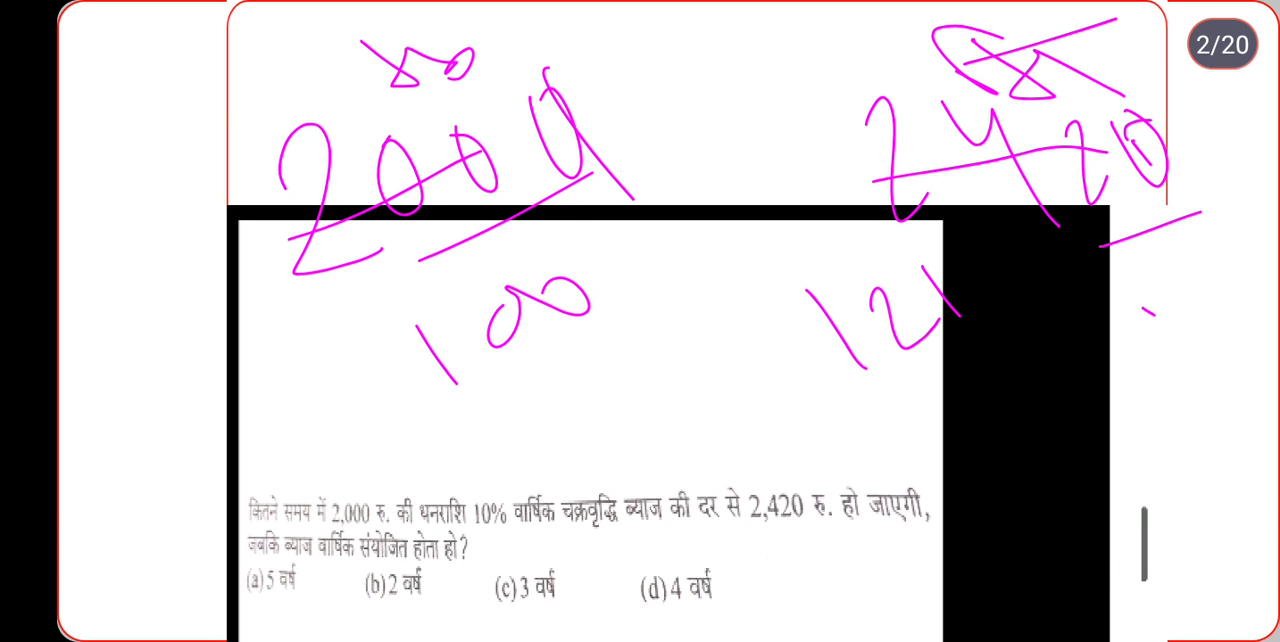 2/20
2000
2420
100
121
कितने समय में 2,000 रु. की धनराशि 10% वार्षिक चक्रवृद्धि ब्याज की दर से 2,420 रु. हो जाएगी,
जबकि ब्याज वार्षिक संयोजित होता हो?
(a) 5 वर्ष (b) 2 वर्ष (c) 3 वर्ष (d) 4 वर्ष